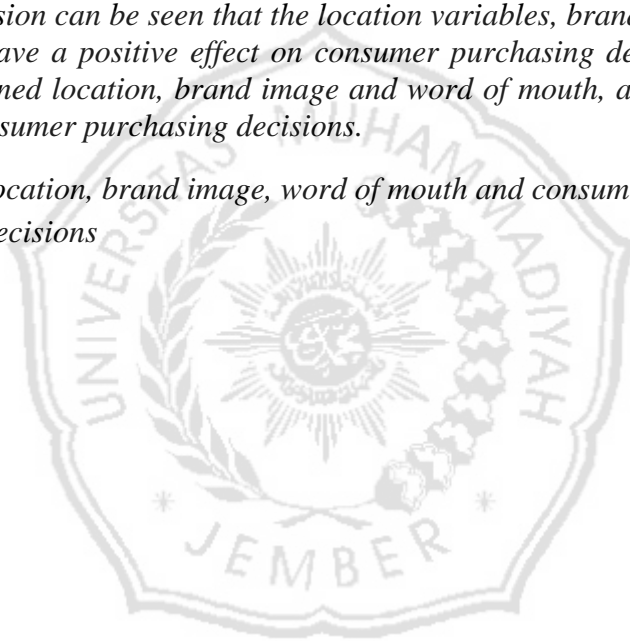 sion can be seen that the location variables, brand
ave a positive effect on consumer purchasing de
ned location, brand image and word of mouth, a
sumer purchasing decisions.
ocation, brand image, word of mouth and consum
ecisions
UNIVERSITAS MUHAMMADIYAH
JEMBER